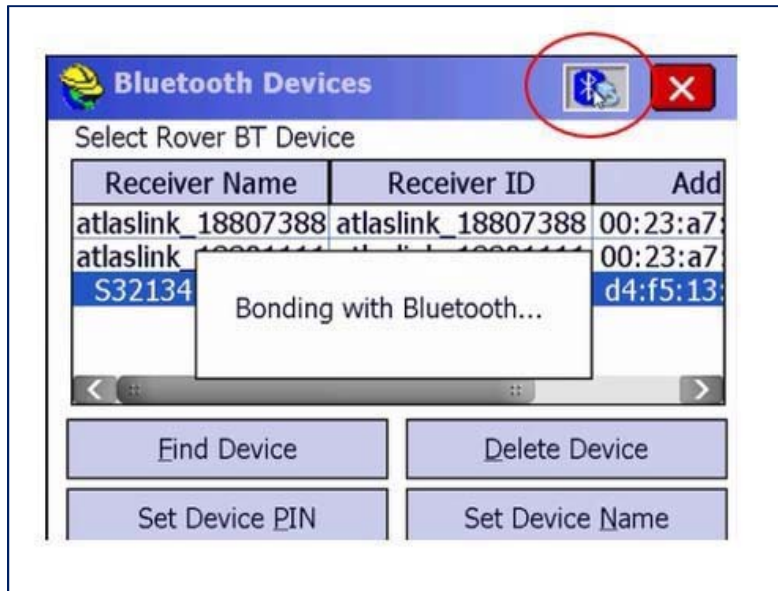 Bluetooth Devices
Select Rover BT Device
Receiver Name Receiver ID Add
atlaslink_18807388 atlaslink_18807388 00:23:a7:
atlaslink_ 00:23:a7:
S32134 d4:f5:13:
Bonding with Bluetooth...
Find Device Delete Device
Set Device PIN Set Device Name